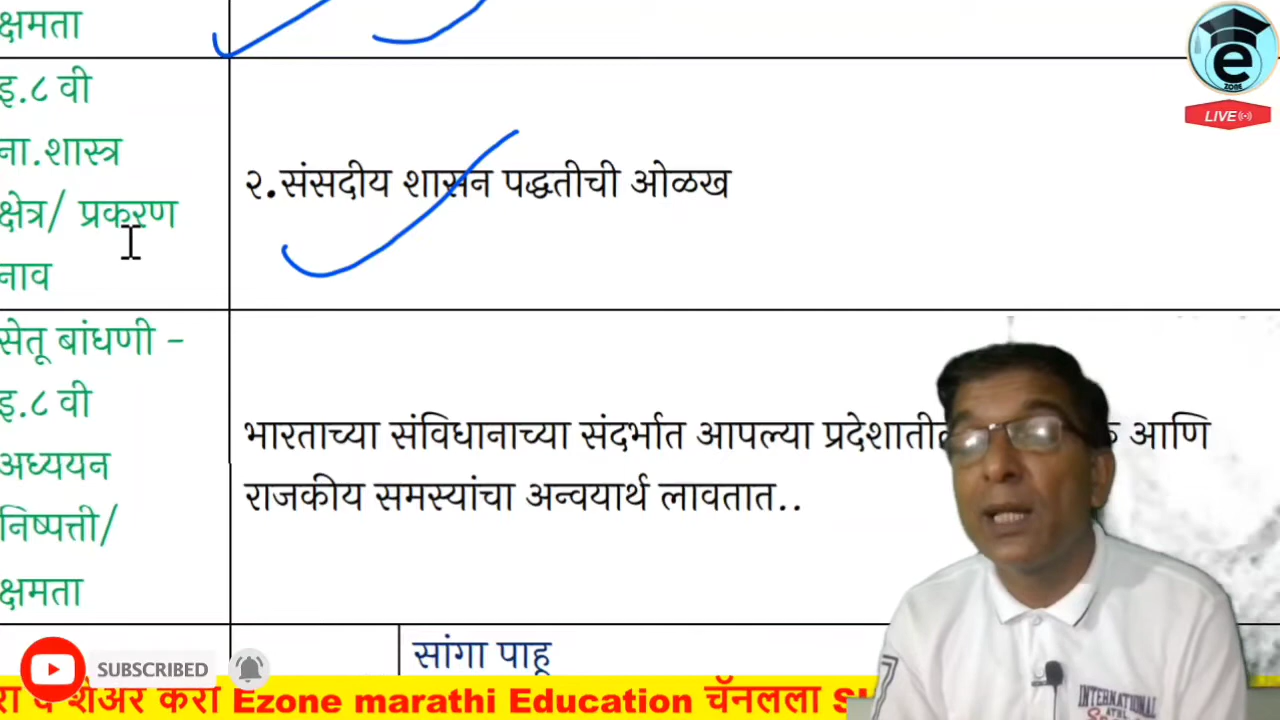 क्षमता
इ.८ वी
ना.शास्त्र
क्षेत्र/ प्रकरण
नाव
२.संसदीय शासन पद्धतीची ओळख
सेतू बांधणी -
इ.८ वी
अध्ययन
निष्पत्ती/
क्षमता
भारताच्या संविधानाच्या संदर्भात आपल्या प्रदेशातील आणि
राजकीय समस्यांचा अन्वयार्थ लावतात..
सांगा पाहू
e
ZONE
LIVE
SUBSCRIBED
व शेअर करा Ezone marathi Education चॅनलला
INTERNATIONAL